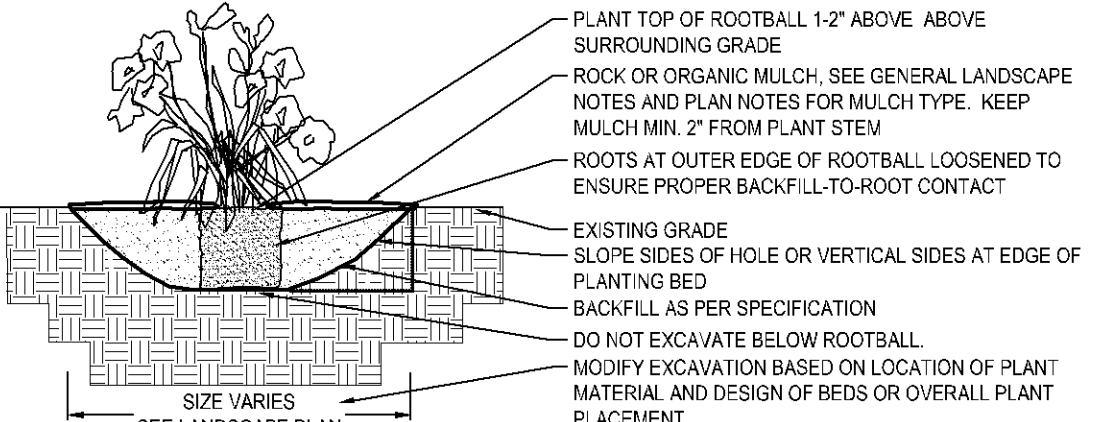 PLANT TOP OF ROOTBALL 1-2" ABOVE ABOVE
SURROUNDING GRADE
ROCK OR ORGANIC MULCH, SEE GENERAL LANDSCAPE
NOTES AND PLAN NOTES FOR MULCH TYPE. KEEP
MULCH MIN. 2" FROM PLANT STEM
ROOTS AT OUTER EDGE OF ROOTBALL LOOSENED TO
ENSURE PROPER BACKFILL-TO-ROOT CONTACT
EXISTING GRADE
SLOPE SIDES OF HOLE OR VERTICAL SIDES AT EDGE OF
PLANTING BED
BACKFILL AS PER SPECIFICATION
DO NOT EXCAVATE BELOW ROOTBALL.
MODIFY EXCAVATION BASED ON LOCATION OF PLANT
MATERIAL AND DESIGN OF BEDS OR OVERALL PLANT
PLACEMENT
SIZE VARIES
SEE LANDSCAPE PLAN